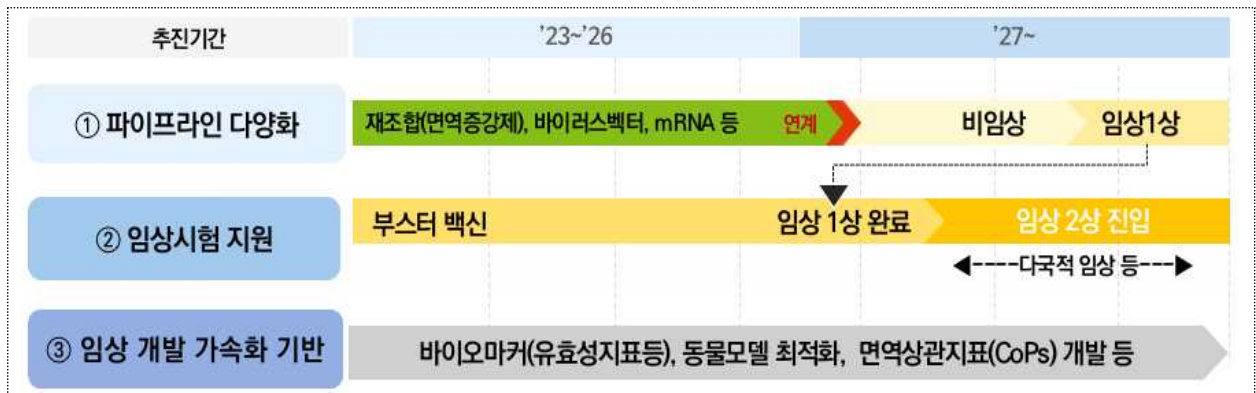 추진기간 ’23~’26 ’27~
① 파이프라인 다양화 재조합(면역증강제), 바이러스벡터, mRNA 등 연계 비임상 임상1상
② 임상시험 지원 부스터 백신 임상 1상 완료 임상 2상 진입
◀----다국적 임상 등---▶
③ 임상 개발 가속화 기반 바이오마커(유효성지표등), 동물모델 최적화, 면역상관지표(CoPs) 개발 등